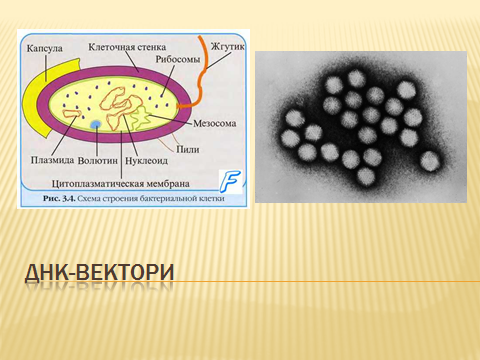 Капсула
Клеточная стенка
Жгутик
Рибосомы
Мезосома
Пили
Плазмида Волютин Нуклеоид
Цитоплазматическая мембрана
F
Рис. 3.4. Схема строения бактериальной клетки
ДНК-ВЕКТОРИ